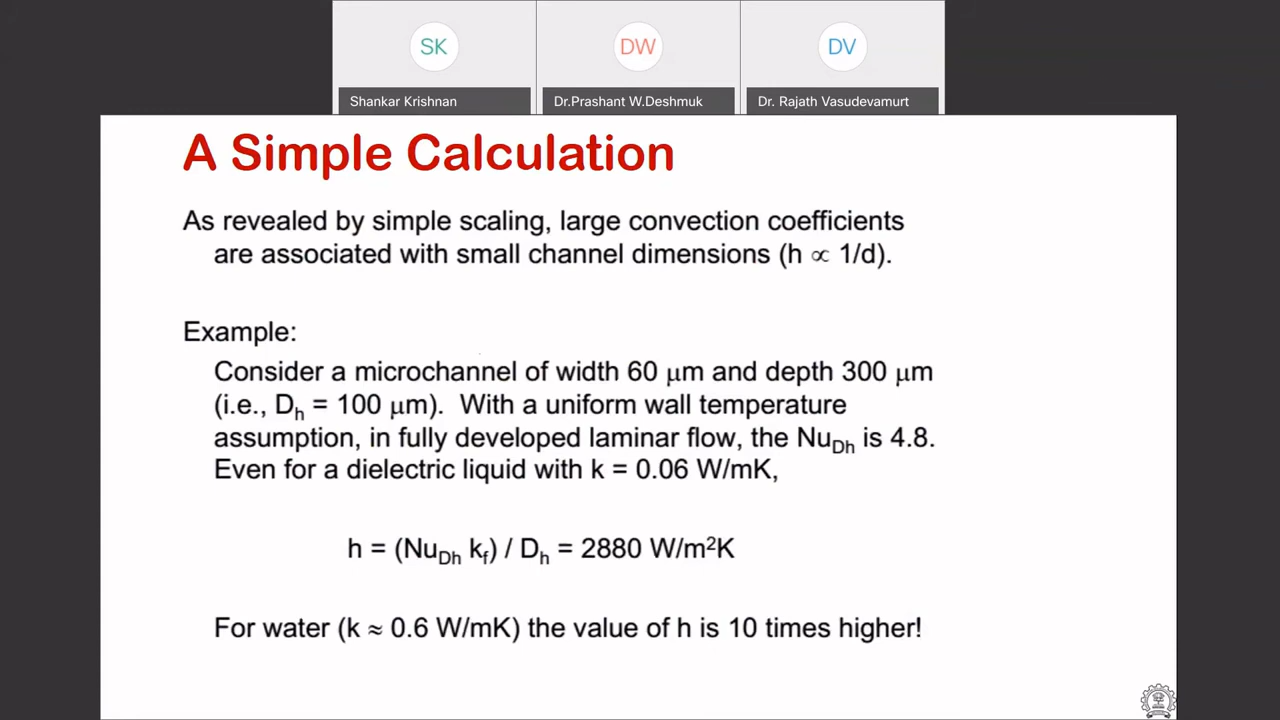 SK
DW
DV
Shankar Krishnan
Dr.Prashant W.Deshmuk
Dr. Rajath Vasudevamurt
A Simple Calculation
As revealed by simple scaling, large convection coefficients
are associated with small channel dimensions (h ∝ 1/d).
Example:
Consider a microchannel of width 60 μm and depth 300 μm
(i.e., Dh = 100 μm). With a uniform wall temperature
assumption, in fully developed laminar flow, the NuDh is 4.8.
Even for a dielectric liquid with k = 0.06 W/mK,
h = (NuDh kf) / Dh = 2880 W/m²K
For water (k ≈ 0.6 W/mK) the value of h is 10 times higher!